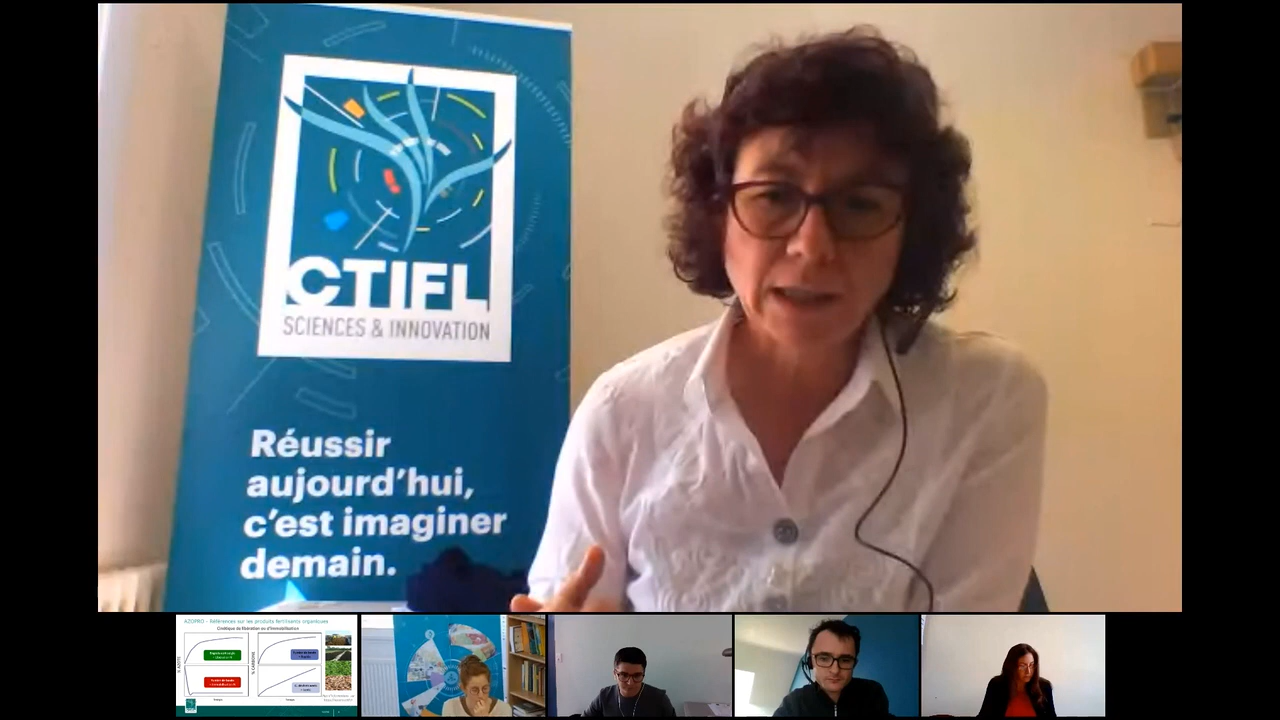 CTIFL
SCIENCES & INNOVATION
Réussir
aujourd'hui,
c'est imaginer
demain.
AZOPRO - Références sur les produits fertilisants organiques